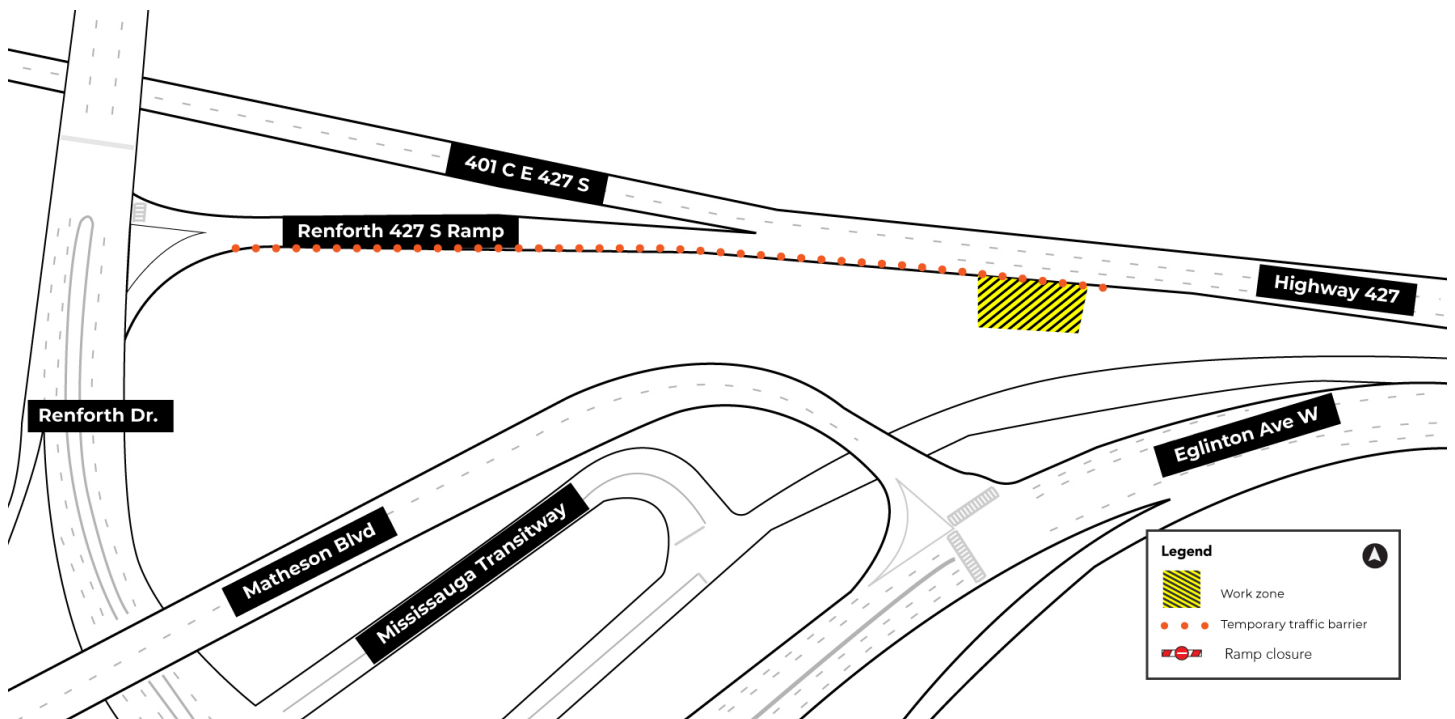 401 C E 427 S
Renforth 427 S Ramp
Highway 427
Renforth Dr.
Eglinton Ave W
Matheson Blvd
Mississauga Transitway
Legend
Work zone
Temporary traffic barrier
Ramp closure